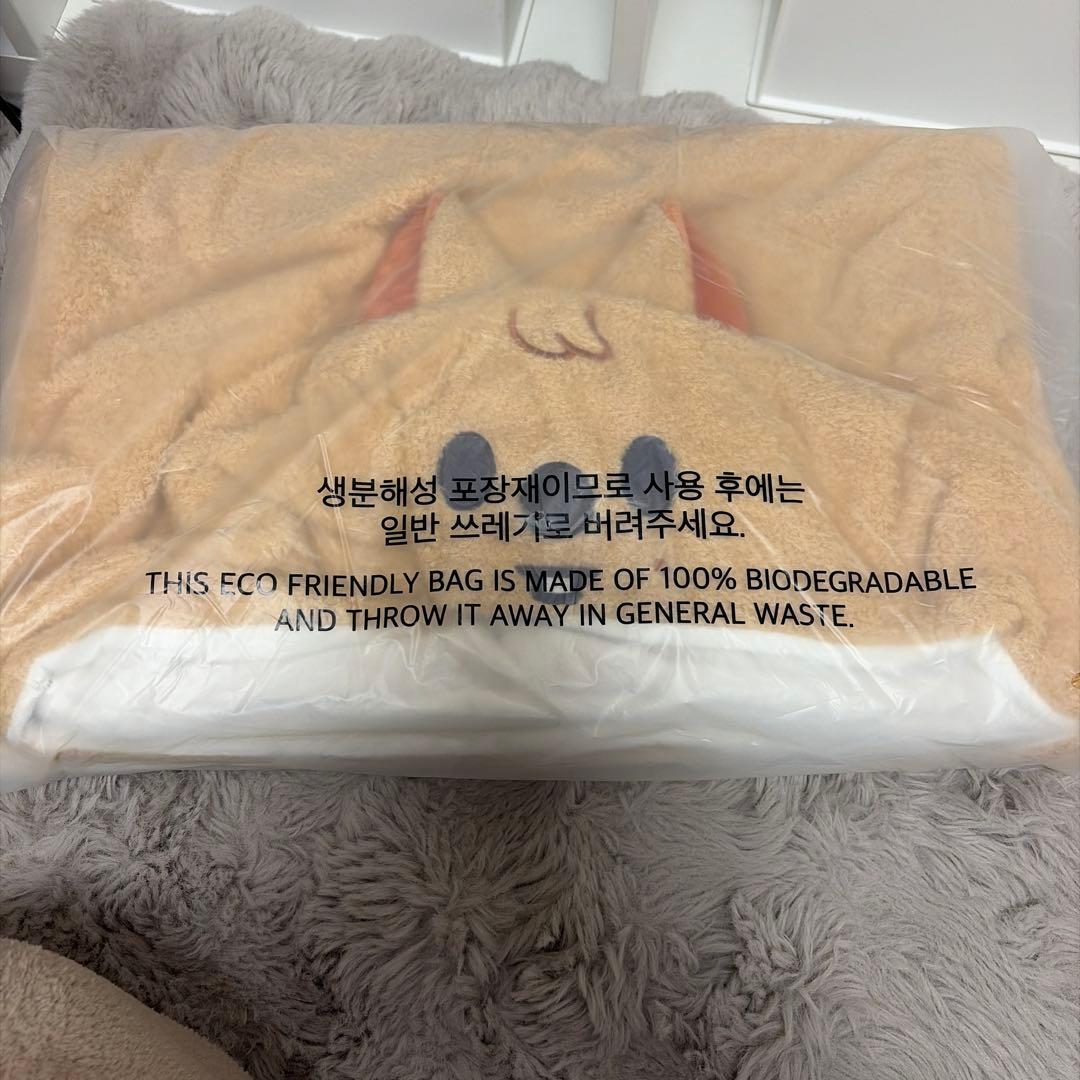 생분해성 포장재이므로 사용 후에는
일반 쓰레기로 버려주세요.
THIS ECO FRIENDLY BAG IS MADE OF 100% BIODEGRADABLE
AND THROW IT AWAY IN GENERAL WASTE.